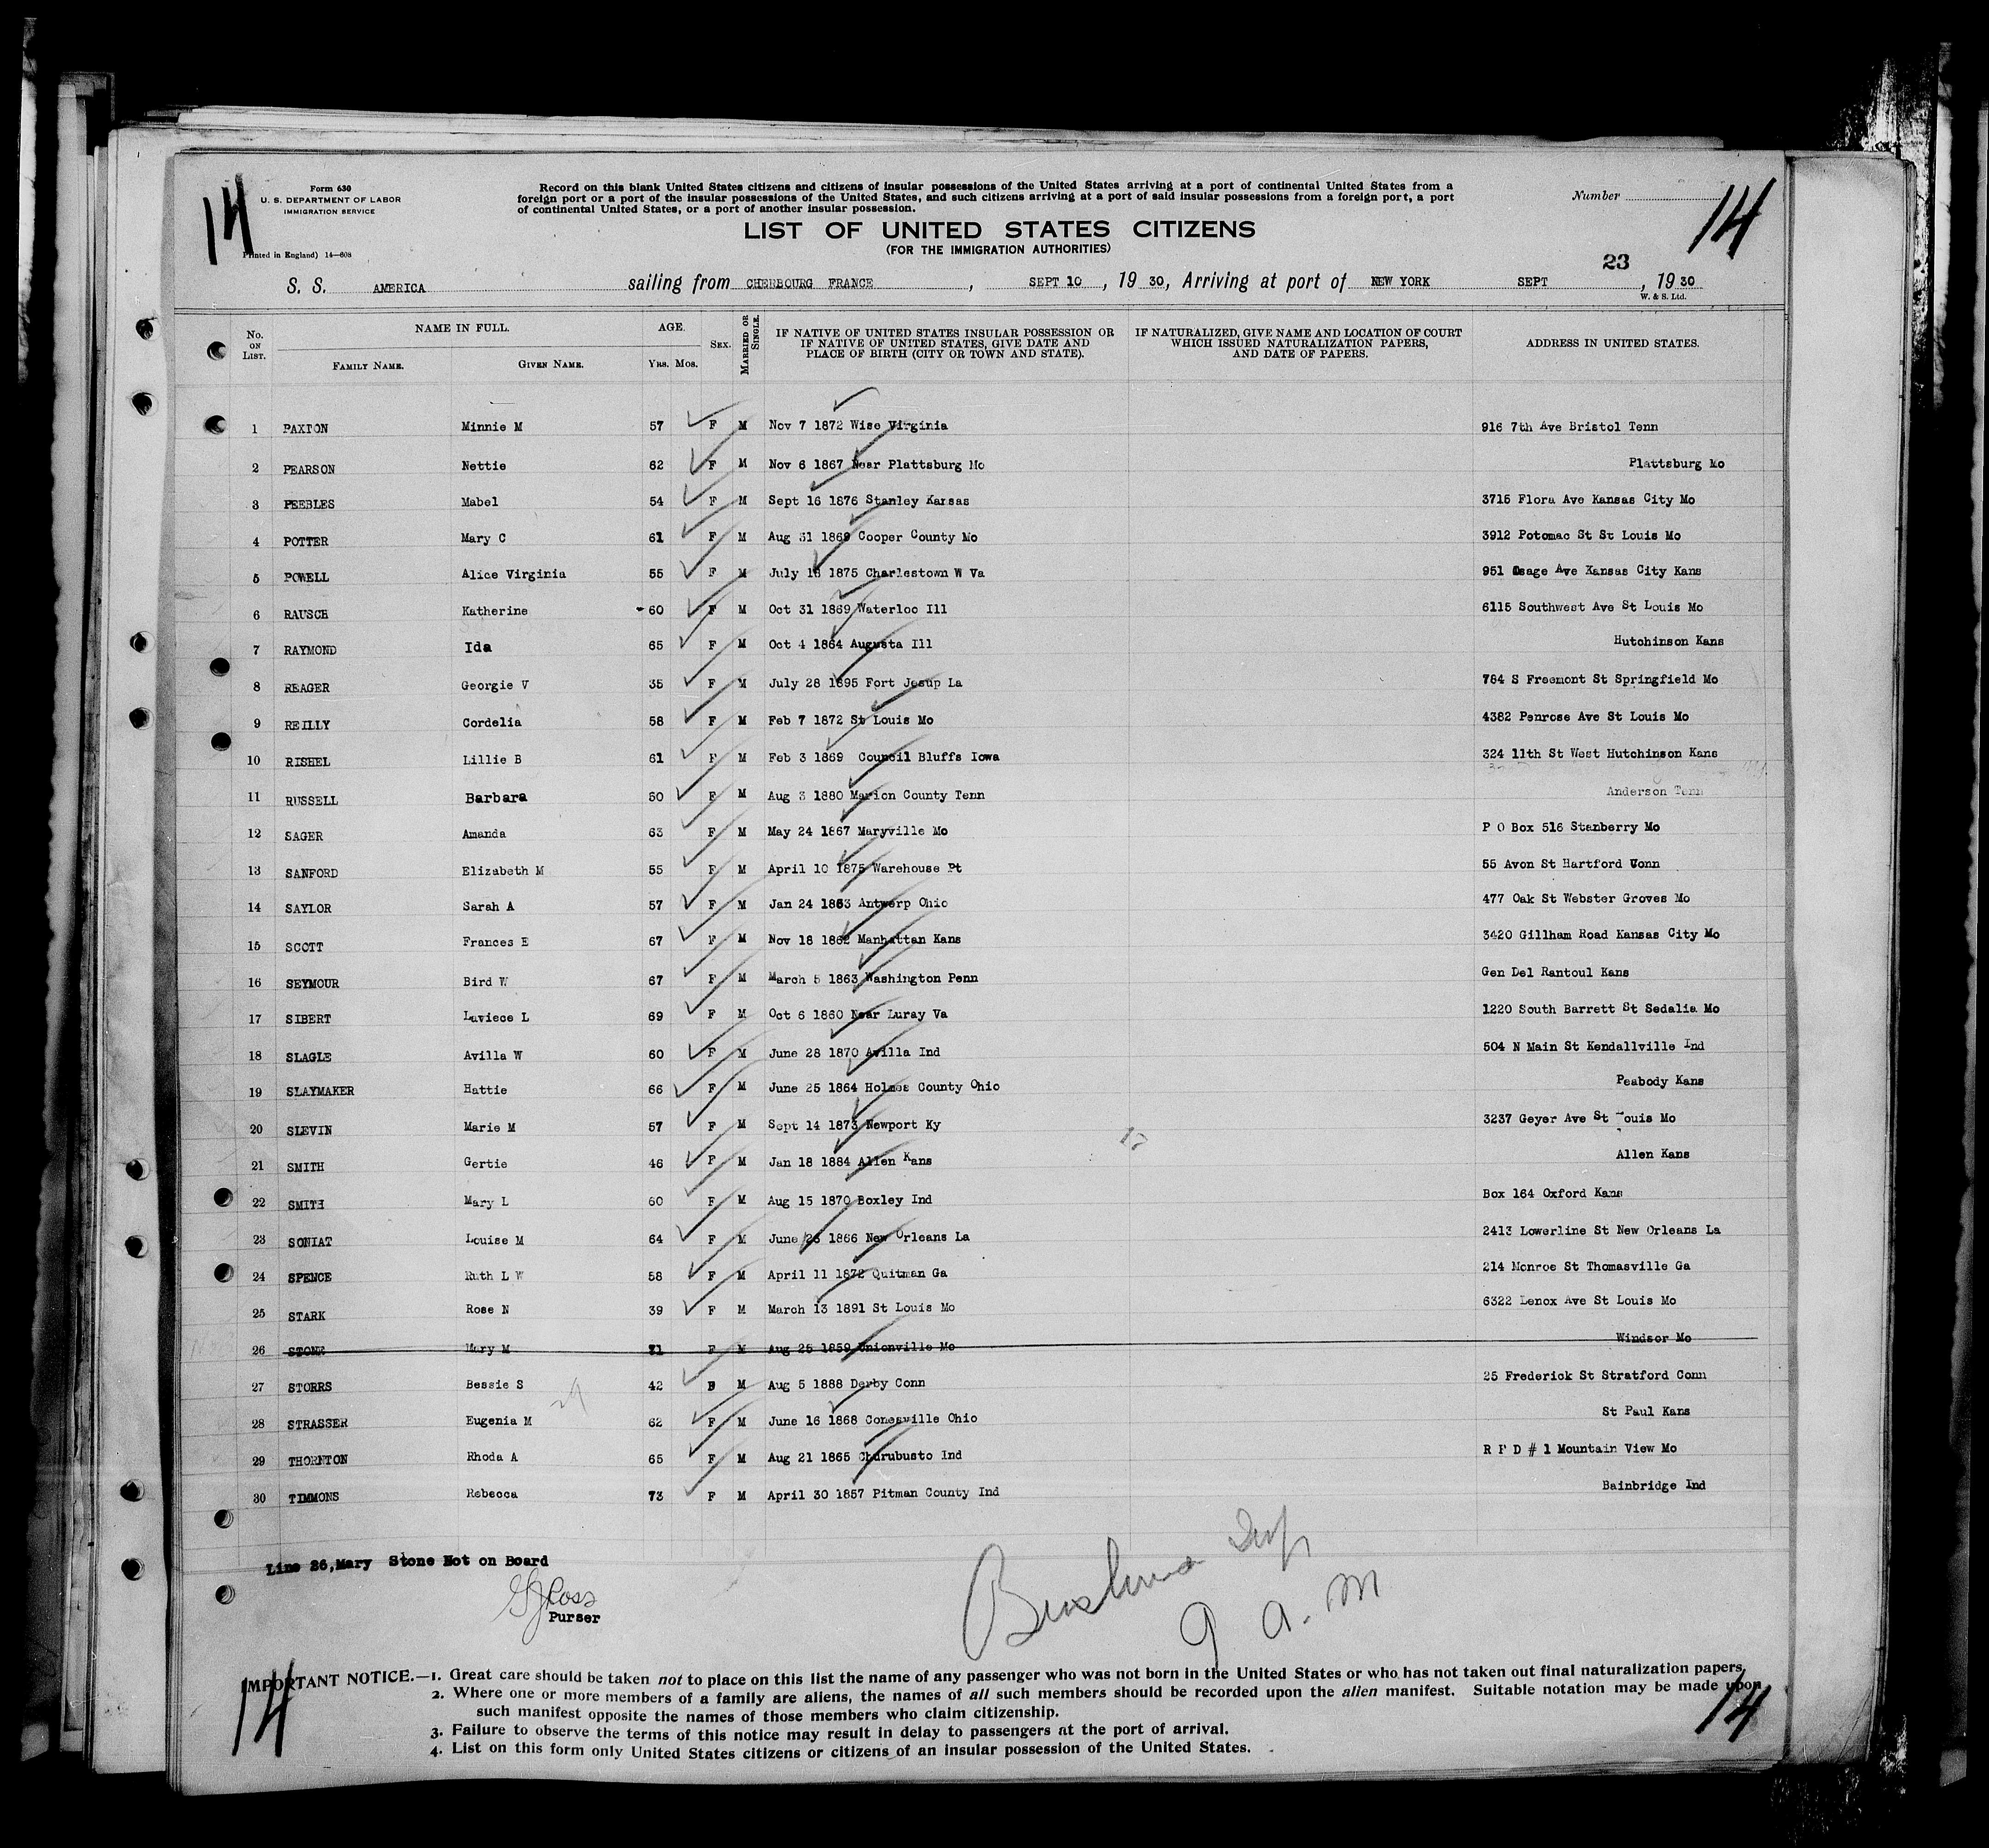 14
Form 630
U. S. DEPARTMENT OF LABOR
IMMIGRATION SERVICE
Printed in England) 14—608
Record on this blank United States citizens and citizens of insular possessions of the United States arriving at a port of continental United States from a
foreign port or a port of the insular possessions of the United States, and such citizens arriving at a port of said insular possessions from a foreign port, a port
of continental United States, or a port of another insular possession.
Number
14
LIST OF UNITED STATES CITIZENS
(FOR THE IMMIGRATION AUTHORITIES)
S. S. AMERICA sailing from CHERBOURG FRANCE, SEPT 10, 19 30, Arriving at port of NEW YORK SEPT 23, 19 30
W. & S. Ltd.
No. ON LIST. NAME IN FULL. FAMILY NAME. GIVEN NAME. AGE. YRS. MOS. SEX. MARRIED OR SINGLE. IF NATIVE OF UNITED STATES INSULAR POSSESSION OR IF NATIVE OF UNITED STATES, GIVE DATE AND PLACE OF BIRTH (CITY OR TOWN AND STATE). IF NATURALIZED, GIVE NAME AND LOCATION OF COURT WHICH ISSUED NATURALIZATION PAPERS, AND DATE OF PAPERS. ADDRESS IN UNITED STATES.
1 PAXTON Minnie M 57 F M Nov 7 1872 Wise Virginia 916 7th Ave Bristol Tenn
2 PEARSON Nettie 62 F M Nov 6 1867 Near Plattsburg Mo Plattsburg Mo
3 PEEBLES Mabel 54 F M Sept 16 1876 Stanley Kansas 3715 Flora Ave Kansas City Mo
4 POTTER Mary C 61 F M Aug 31 1869 Cooper County Mo 3912 Potomac St St Louis Mo
5 POWELL Alice Virginia 55 F M July 18 1875 Charlestown W Va 951 Osage Ave Kansas City Kans
6 RAUSCH Katherine 60 F M Oct 31 1869 Waterloo Ill 6115 Southwest Ave St Louis Mo
7 RAYMOND Ida 65 F M Oct 4 1864 Augusta Ill Hutchinson Kans
8 REAGER Georgie V 35 F M July 28 1895 Fort Jesup La 784 S Freemont St Springfield Mo
9 REILLY Cordelia 58 F M Feb 7 1872 St Louis Mo 4382 Penrose Ave St Louis Mo
10 RISHEL Lillie B 61 F M Feb 3 1869 Council Bluffs Iowa 324 11th St West Hutchinson Kans
11 RUSSELL Barbara 50 F M Aug 3 1880 Marion County Tenn Anderson Tenn
12 SAGER Amanda 63 F M May 24 1867 Maryville Mo P O Box 516 Stanberry Mo
13 SANFORD Elizabeth M 55 F M April 10 1875 Warehouse Pt 55 Avon St Hartford Conn
14 SAYLOR Sarah A 57 F M Jan 24 1863 Antwerp Ohio 477 Oak St Webster Groves Mo
15 SCOTT Frances E 67 F M Nov 18 1862 Manhattan Kans 3420 Gillham Road Kansas City Mo
16 SEYMOUR Bird W 67 F M March 5 1863 Washington Penn Gen Del Rantoul Kans
17 SIBERT Laviece L 69 F M Oct 6 1860 Near Luray Va 1220 South Barrett St Sedalia Mo
18 SLAGLE Avilla W 60 F M June 28 1870 Avilla Ind 504 N Main St Kendallville Ind
19 SLAYMAKER Hattie 66 F M June 25 1864 Holmes County Ohio Peabody Kans
20 SLEVIN Marie M 57 F M Sept 14 1873 Newport Ky 3237 Geyer Ave St Louis Mo
21 SMITH Gertie 46 F M Jan 18 1884 Allen Kans Allen Kans
22 SMITH Mary L 60 F M Aug 15 1870 Boxley Ind Box 164 Oxford Kans
23 SONIAT Louise M 64 F M June 26 1866 New Orleans La 2413 Lowerline St New Orleans La
24 SPENCE Ruth L W 58 F M April 11 1872 Quitman Ga 214 Monroe St Thomasville Ga
25 STARK Rose N 39 F M March 13 1891 St Louis Mo 6322 Lenox Ave St Louis Mo
26 STONE Mary M 71 F M Aug 25 1859 Unionville Mo Windsor Mo
27 STORRS Bessie S 42 F M Aug 5 1888 Derby Conn 25 Frederick St Stratford Conn
28 STRASSER Eugenia M 62 F M June 16 1868 Conesville Ohio St Paul Kans
29 THORNTON Rhoda A 65 F M Aug 21 1865 Churubusto Ind R F D # 1 Mountain View Mo
30 TIMMONS Rebecca 73 F M April 30 1857 Pitman County Ind Bainbridge Ind
29
Line 26, Mary Stone Not on Board
Purser
9 a.m
IMPORTANT NOTICE.—1. Great care should be taken not to place on this list the name of any passenger who was not born in the United States or who has not taken out final naturalization papers.
2. Where one or more members of a family are aliens, the names of all such members should be recorded upon the alien manifest. Suitable notation may be made upon
such manifest opposite the names of those members who claim citizenship.
3. Failure to observe the terms of this notice may result in delay to passengers at the port of arrival.
4. List on this form only United States citizens or citizens of an insular possession of the United States.
14
14